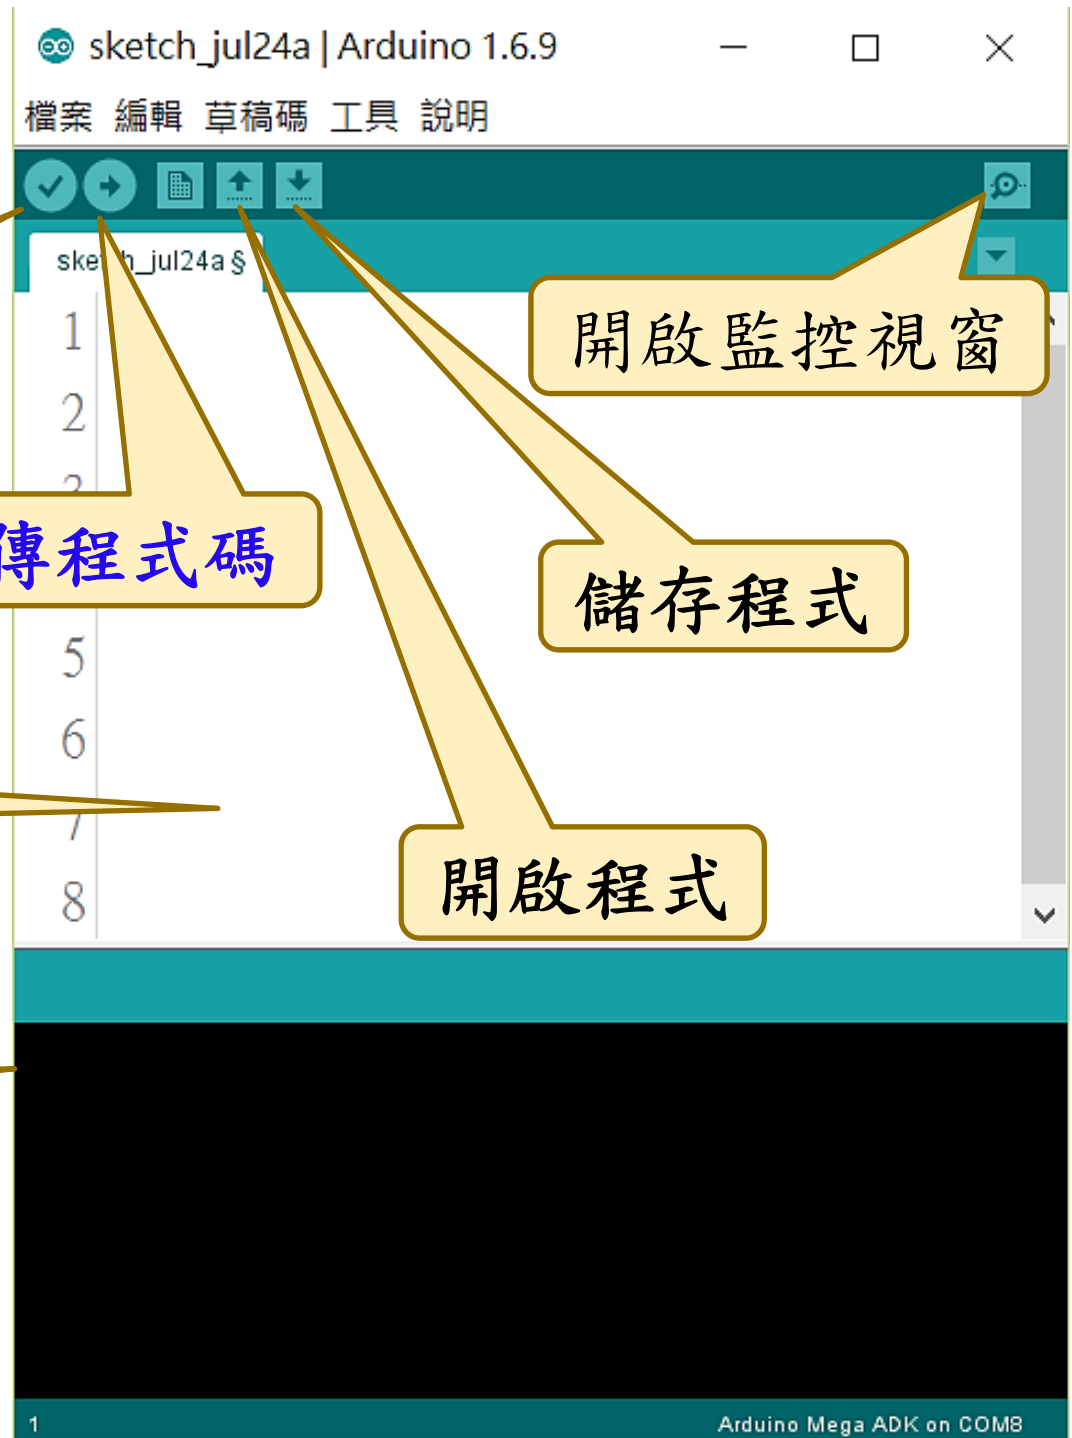 sketch_jul24a | Arduino 1.6.9
檔案 編輯 草稿碼 工具 說明
sketch_jul24a §
開啟監控視窗
1
2
傳程式碼
儲存程式
5
6
7
開啟程式
8
1
Arduino Mega ADK on COM8